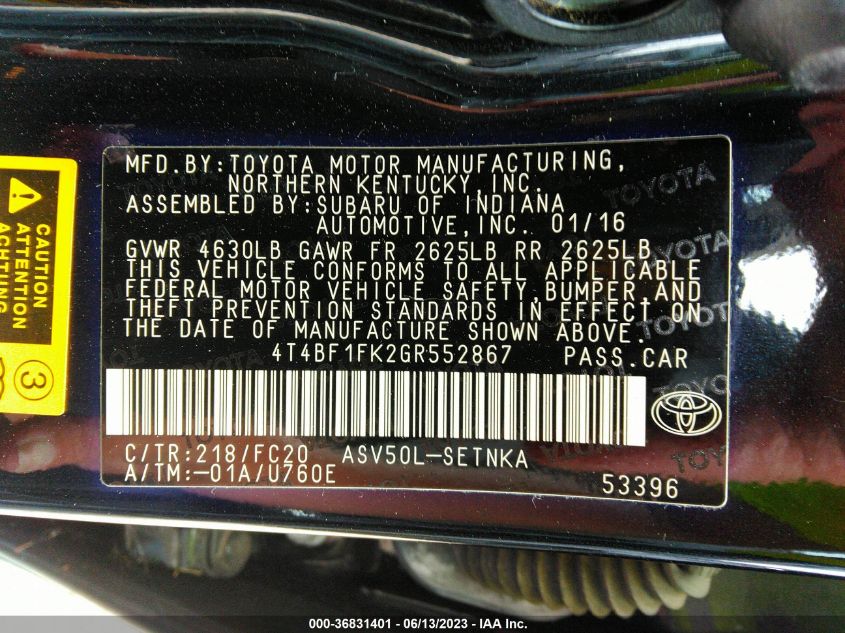 MFD.BY:TOYOTA MOTOR MANUFACTURING,
NORTHERN KENTUCKY,INC.
ASSEMBLED BY:SUBARU OF INDIANA
AUTOMOTIVE,INC. 01/16
GVWR 4630LB GAWR FR 2625LB RR 2625LB
THIS VEHICLE CONFORMS TO ALL APPLICABLE
FEDERAL MOTOR VEHICLE SAFETY,BUMPER,AND
THEFT PREVENTION STANDARDS IN EFFECT ON
THE DATE OF MANUFACTURE SHOWN ABOVE.
4T4BF1FK2GR552867 PASS.CAR
C/TR:218/FC20 ASV50L-SETNKA
A/TM:-01A/U760E
53396
CAUTION
ATTENTION
ACHTUNG
3
TOYOTA
TOYOTA
TOYOTA
TOYOTA
000-36831401 - 06/13/2023 - IAA Inc.